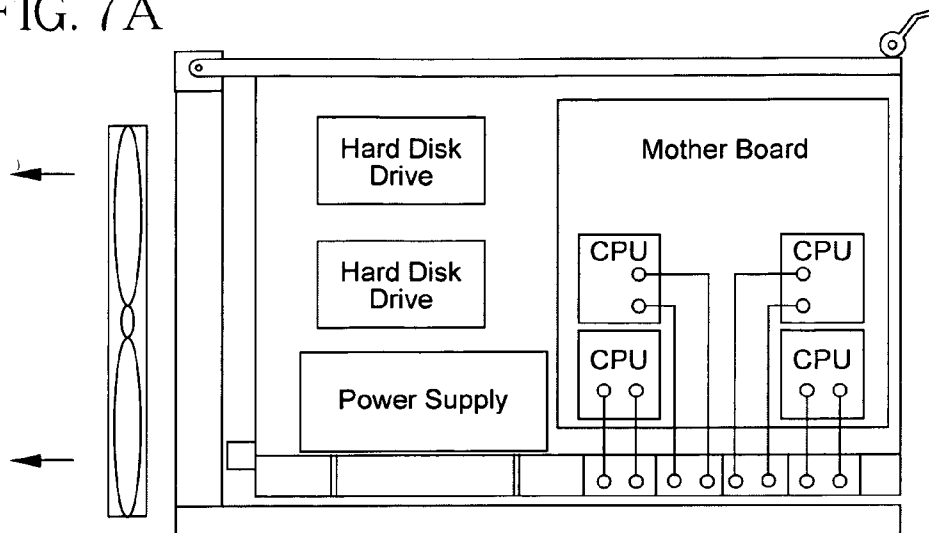 FIG. 7A
Hard Disk
Drive
Mother Board
Hard Disk
Drive
CPU
CPU
CPU
CPU
Power Supply